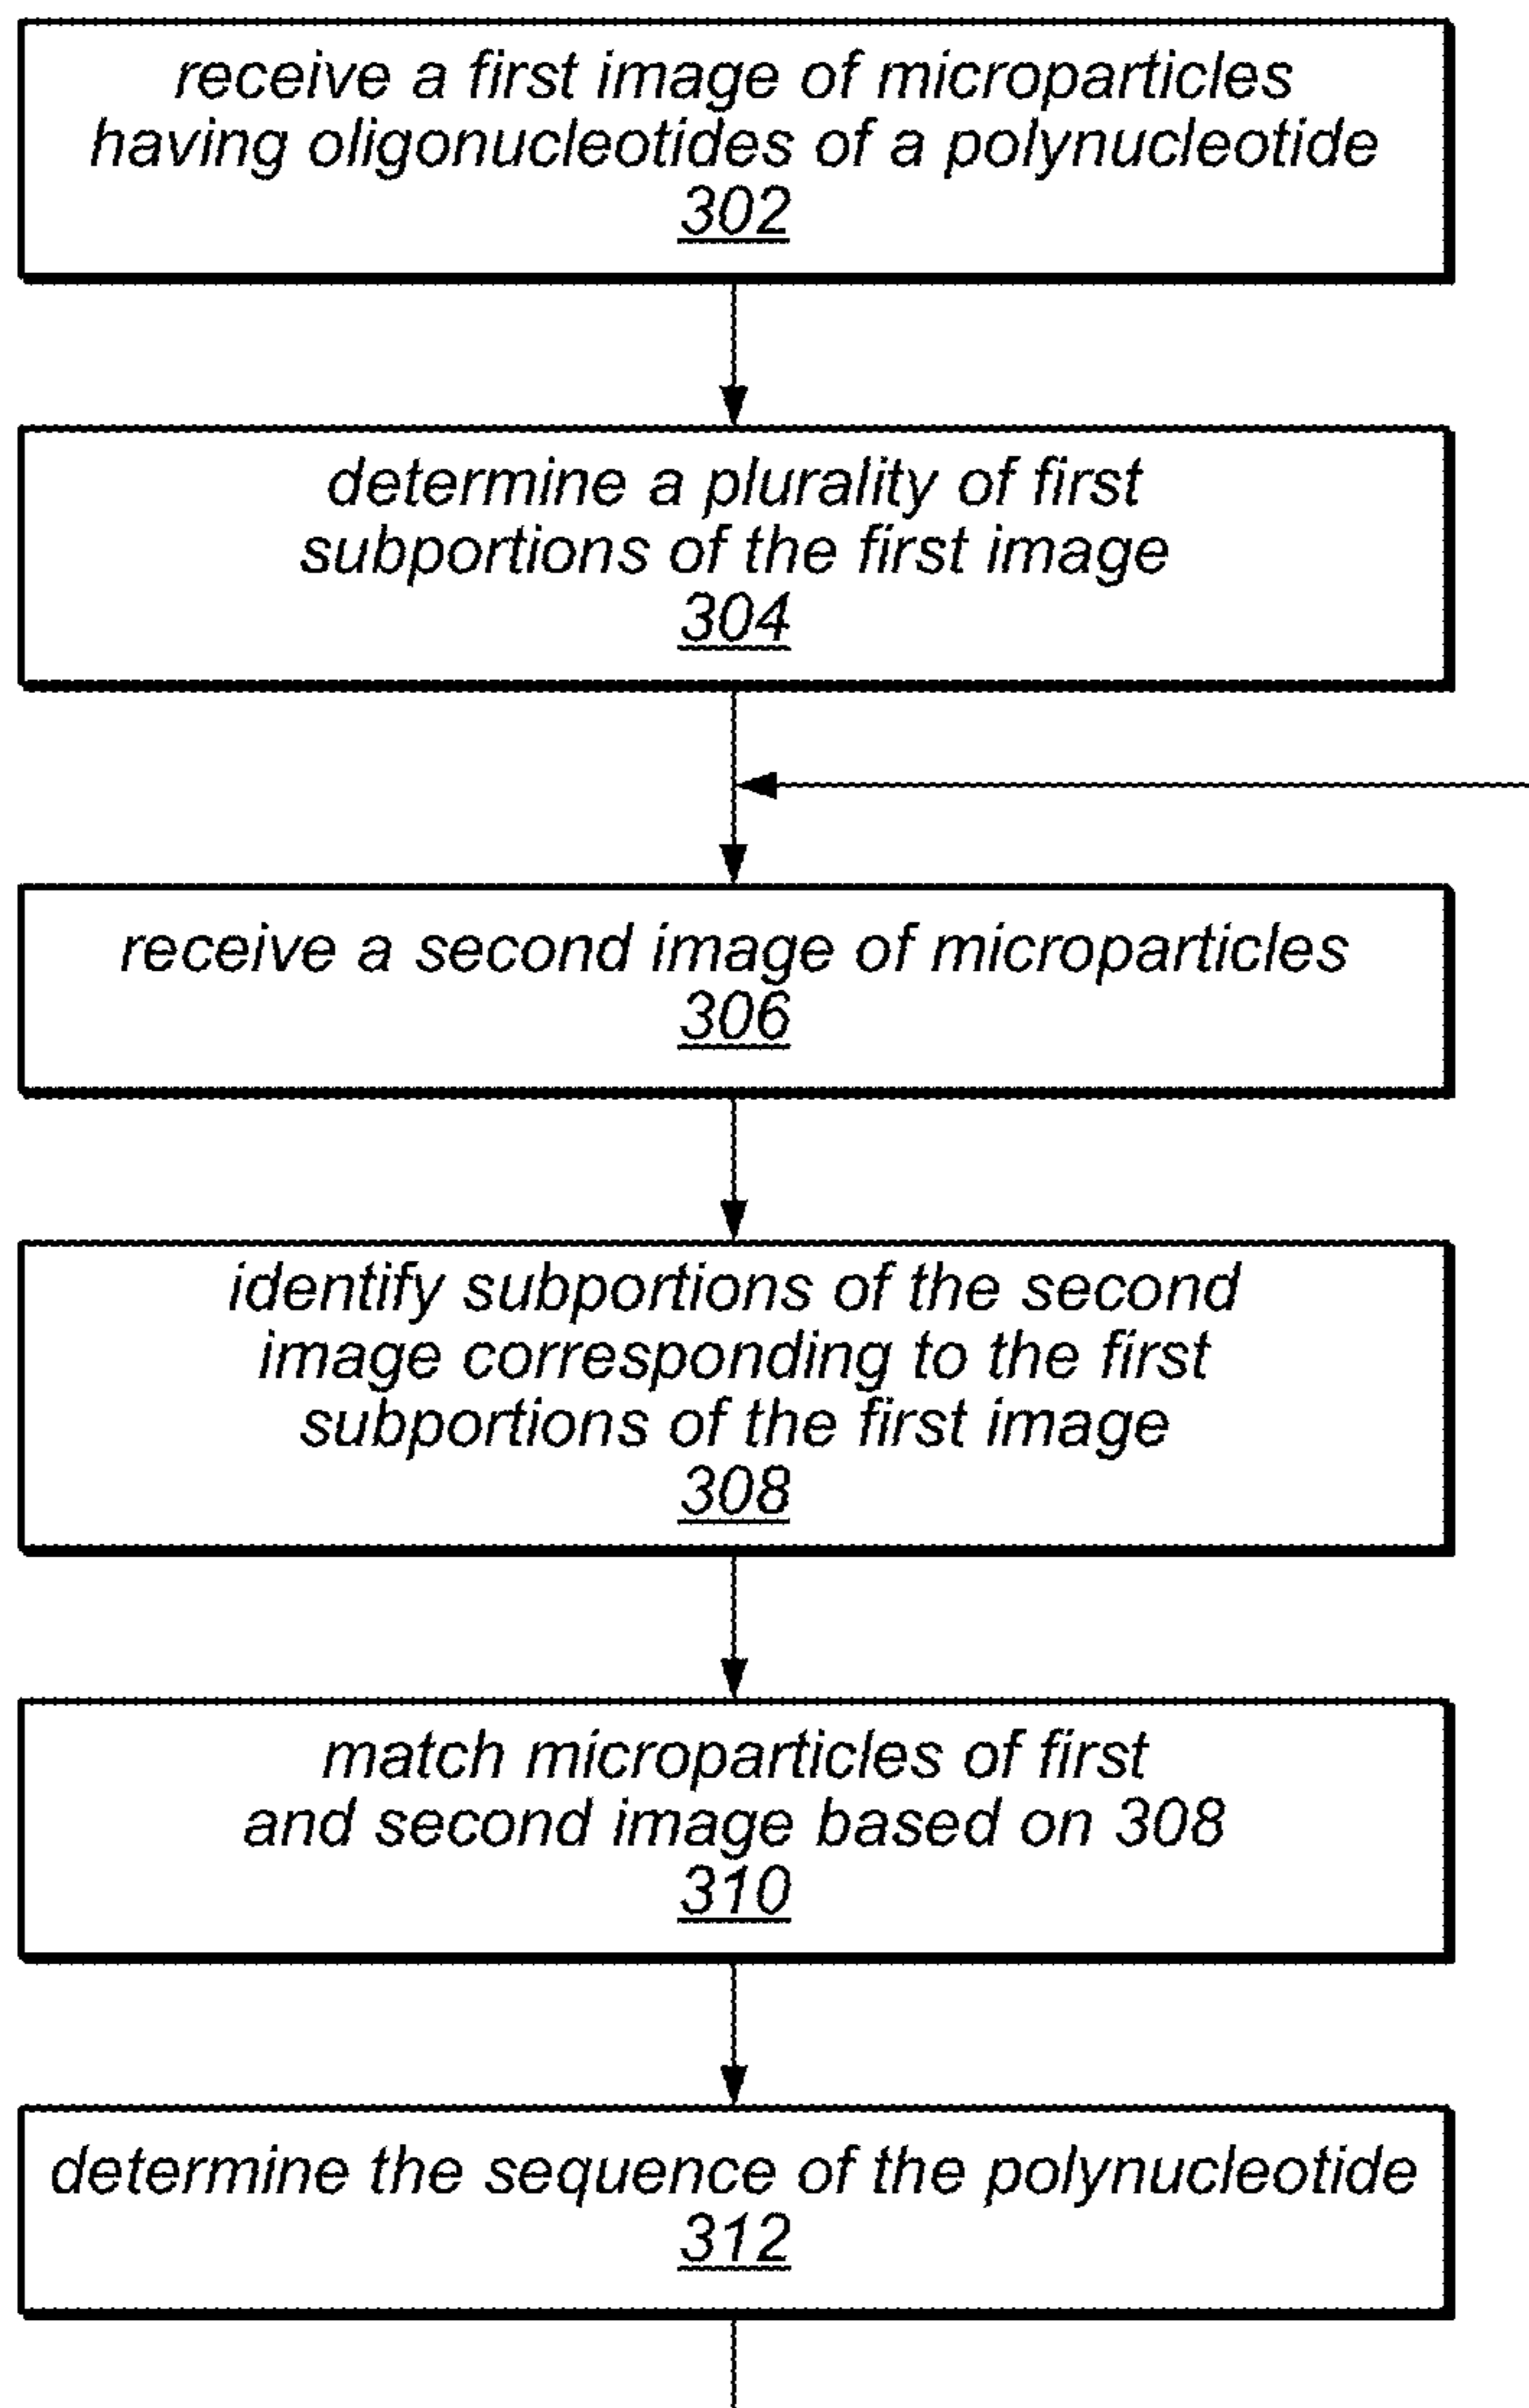 receive a first image of microparticles
having oligonucleotides of a polynucleotide
302
determine a plurality of first
subportions of the first image
304
receive a second image of microparticles
306
identify subportions of the second
image corresponding to the first
subportions of the first image
308
match microparticles of first
and second image based on 308
310
determine the sequence of the polynucleotide
312